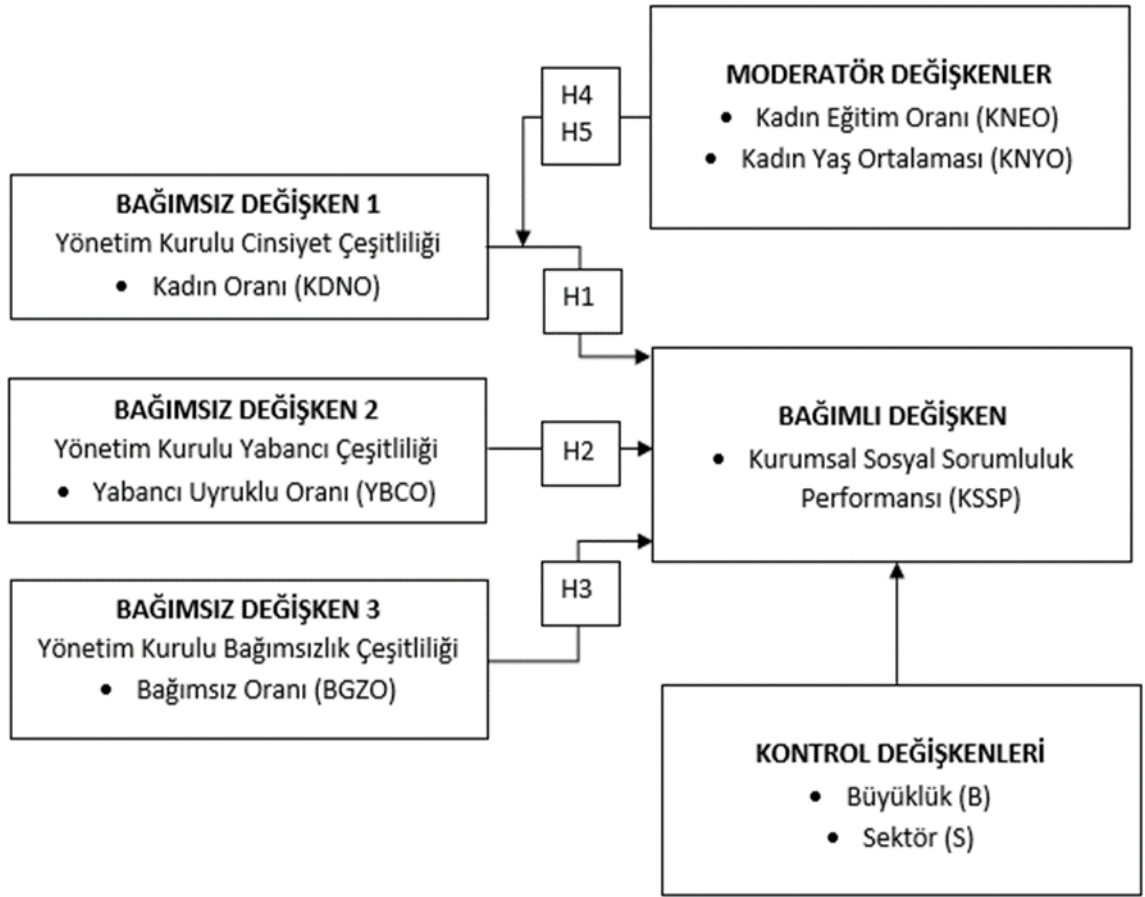 MODERATÖR DEĞİŞKENLER
• Kadın Eğitim Oranı (KNEO)
• Kadın Yaş Ortalaması (KNYO)
H4
H5
BAĞIMSIZ DEĞİŞKEN 1
Yönetim Kurulu Cinsiyet Çeşitliliği
• Kadın Oranı (KDNO)
H1
BAĞIMSIZ DEĞİŞKEN 2
Yönetim Kurulu Yabancı Çeşitliliği
• Yabancı Uyruklu Oranı (YBCO)
H2
BAĞIMLI DEĞİŞKEN
• Kurumsal Sosyal Sorumluluk
Performansı (KSSP)
BAĞIMSIZ DEĞİŞKEN 3
Yönetim Kurulu Bağımsızlık Çeşitliliği
• Bağımsız Oranı (BGZO)
H3
KONTROL DEĞİŞKENLERİ
• Büyüklük (B)
• Sektör (S)